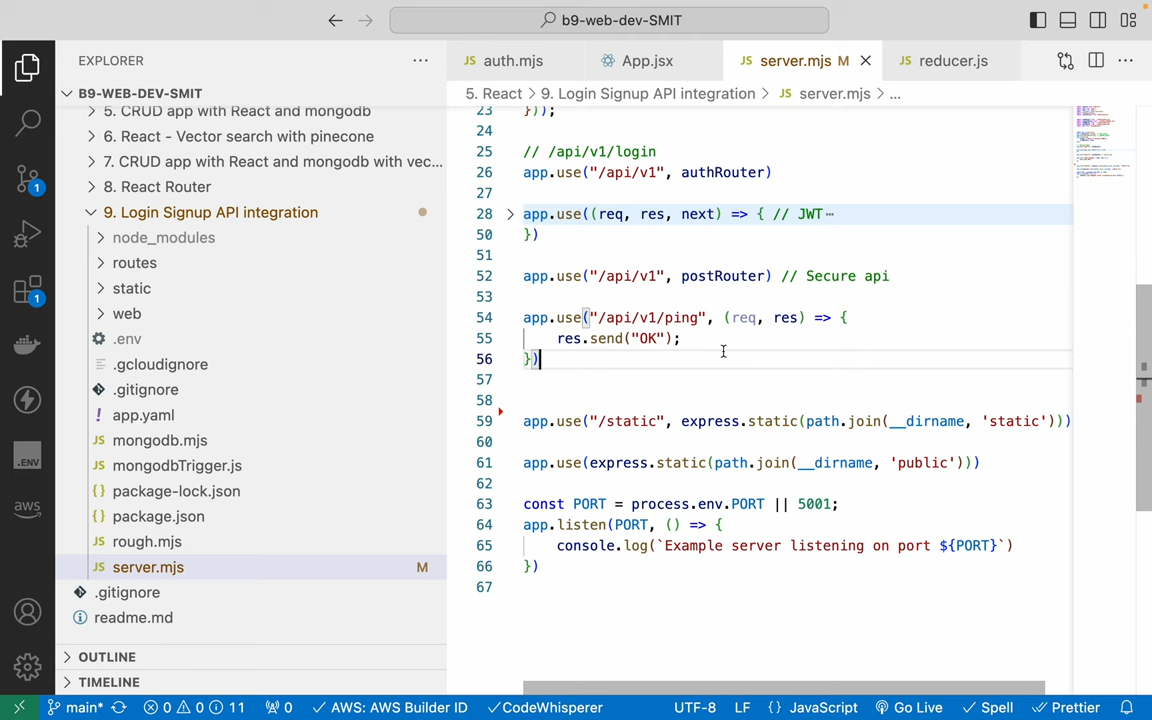 b9-web-dev-SMIT
EXPLORER
auth.mjs
App.jsx
server.mjs M
reducer.js
B9-WEB-DEV-SMIT
5. React > 9. Login Signup API integration > JS server.mjs > ...
5. CRUD app with React and mongodb
6. React - Vector search with pinecone
7. CRUD app with React and mongodb with vec...
8. React Router
9. Login Signup API integration
node_modules
routes
static
web
.env
.gcloudignore
.gitignore
app.yaml
mongodb.mjs
mongodbTrigger.js
package-lock.json
package.json
rough.mjs
server.mjs M
.gitignore
readme.md
OUTLINE
TIMELINE
23 }));
24
25 // /api/v1/login
26 app.use("/api/v1", authRouter)
27
28 app.use((req, res, next) => { // JWT…
50 })
51
52 app.use("/api/v1", postRouter) // Secure api
53
54 app.use("/api/v1/ping", (req, res) => {
55 res.send("OK");
56 })
57
58
59 app.use("/static", express.static(path.join(__dirname, 'static')))
60
61 app.use(express.static(path.join(__dirname, 'public')))
62
63 const PORT = process.env.PORT || 5001;
64 app.listen(PORT, () => {
65 console.log(`Example server listening on port ${PORT}`)
66 })
67
1
1
.ENV
aws
main* 0 0 11 0 AWS: AWS Builder ID CodeWhisperer UTF-8 LF {} JavaScript Go Live Spell Prettier